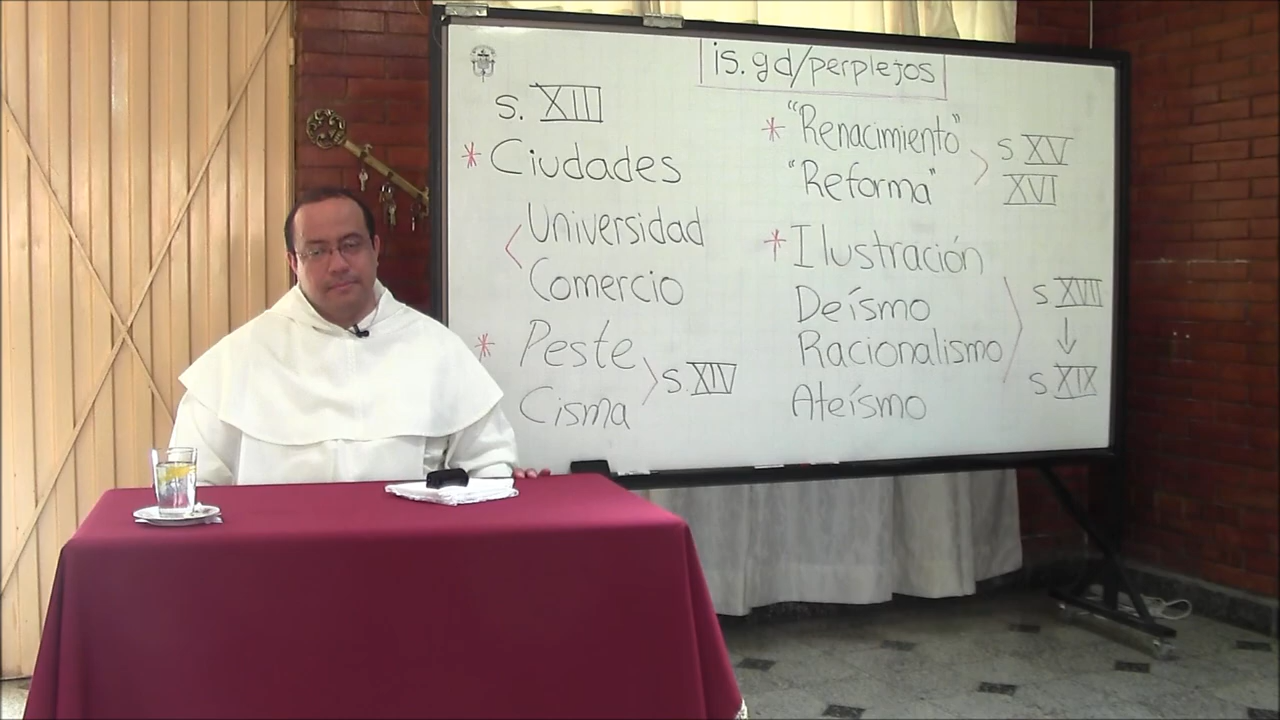 is.gd/perplejos
s. XIII
* Ciudades
Universidad
Comercio
* Peste
Cisma
s. XIV
* "Renacimiento"
"Reforma"
s XV
XVI
* Ilustración
Deísmo
Racionalismo
Ateísmo
s XVII
↓
s XIX